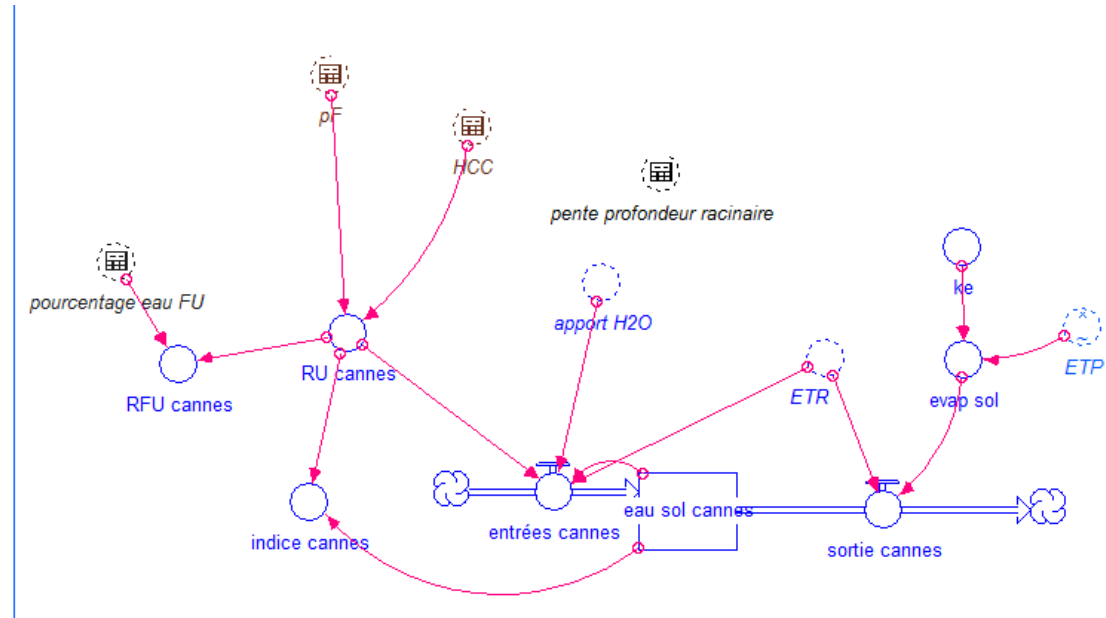 pF
HCC
pente profondeur racinaire
pourcentage eau FU
ke
apport H2O
RU cannes
ETR
ETP
RFU cannes
evap sol
eau sol cannes
entrées cannes
indice cannes
sortie cannes